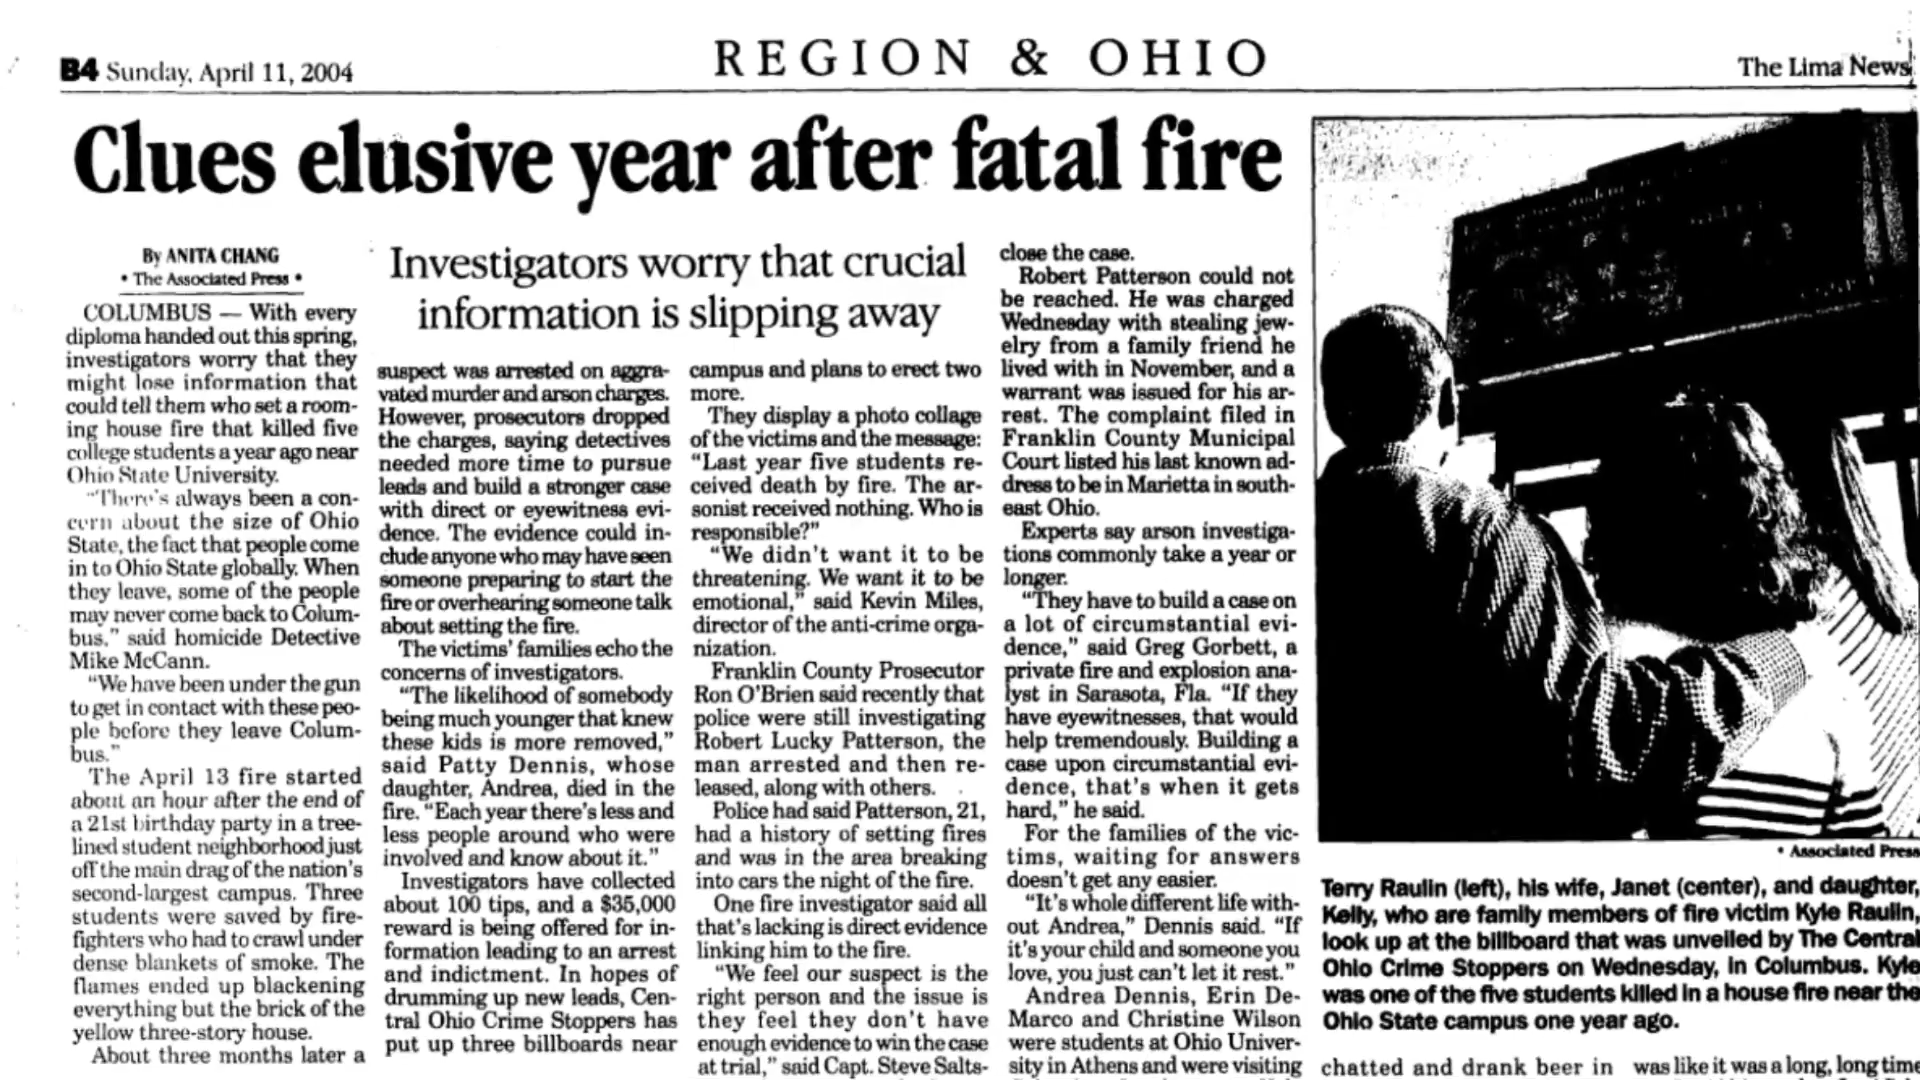 B4 Sunday, April 11, 2004
REGION & OHIO
The Lima News
Clues elusive year after fatal fire
By ANITA CHANG
• The Associated Press •
COLUMBUS — With every
diploma handed out this spring,
investigators worry that they
might lose information that
could tell them who set a room-
ing house fire that killed five
college students a year ago near
Ohio State University.
"There's always been a con-
cern about the size of Ohio
State, the fact that people come
in to Ohio State globally. When
they leave, some of the people
may never come back to Colum-
bus," said homicide Detective
Mike McCann.
"We have been under the gun
to get in contact with these peo-
ple before they leave Colum-
bus."
The April 13 fire started
about an hour after the end of
a 21st birthday party in a tree-
lined student neighborhood just
off the main drag of the nation's
second-largest campus. Three
students were saved by fire-
fighters who had to crawl under
dense blankets of smoke. The
flames ended up blackening
everything but the brick of the
yellow three-story house.
About three months later a
Investigators worry that crucial
information is slipping away
suspect was arrested on aggra-
vated murder and arson charges.
However, prosecutors dropped
the charges, saying detectives
needed more time to pursue
leads and build a stronger case
with direct or eyewitness evi-
dence. The evidence could in-
clude anyone who may have seen
someone preparing to start the
fire or overhearing someone talk
about setting the fire.
The victims' families echo the
concerns of investigators.
"The likelihood of somebody
being much younger that knew
these kids is more removed,"
said Patty Dennis, whose
daughter, Andrea, died in the
fire. "Each year there's less and
less people around who were
involved and know about it."
Investigators have collected
about 100 tips, and a $35,000
reward is being offered for in-
formation leading to an arrest
and indictment. In hopes of
drumming up new leads, Cen-
tral Ohio Crime Stoppers has
put up three billboards near
campus and plans to erect two
more.
They display a photo collage
of the victims and the message:
"Last year five students re-
ceived death by fire. The ar-
sonist received nothing. Who is
responsible?"
"We didn't want it to be
threatening. We want it to be
emotional," said Kevin Miles,
director of the anti-crime orga-
nization.
Franklin County Prosecutor
Ron O'Brien said recently that
police were still investigating
Robert Lucky Patterson, the
man arrested and then re-
leased, along with others.
Police had said Patterson, 21,
had a history of setting fires
and was in the area breaking
into cars the night of the fire.
One fire investigator said all
that's lacking is direct evidence
linking him to the fire.
"We feel our suspect is the
right person and the issue is
they feel they don't have
enough evidence to win the case
at trial," said Capt. Steve Salts-
close the case.
Robert Patterson could not
be reached. He was charged
Wednesday with stealing jew-
elry from a family friend he
lived with in November, and a
warrant was issued for his ar-
rest. The complaint filed in
Franklin County Municipal
Court listed his last known ad-
dress to be in Marietta in south-
east Ohio.
Experts say arson investiga-
tions commonly take a year or
longer.
"They have to build a case on
a lot of circumstantial evi-
dence," said Greg Gorbett, a
private fire and explosion ana-
lyst in Sarasota, Fla. "If they
have eyewitnesses, that would
help tremendously. Building a
case upon circumstantial evi-
dence, that's when it gets
hard," he said.
For the families of the vic-
tims, waiting for answers
doesn't get any easier.
"It's whole different life with-
out Andrea," Dennis said. "If
it's your child and someone you
love, you just can't let it rest."
Andrea Dennis, Erin De-
Marco and Christine Wilson
were students at Ohio Univer-
sity in Athens and were visiting
• Associated Press
Terry Raulin (left), his wife, Janet (center), and daughter,
Kelly, who are family members of fire victim Kyle Raulin,
look up at the billboard that was unveiled by The Central
Ohio Crime Stoppers on Wednesday, in Columbus. Kyle
was one of the five students killed in a house fire near the
Ohio State campus one year ago.
chatted and drank beer in
was like it was a long, long time